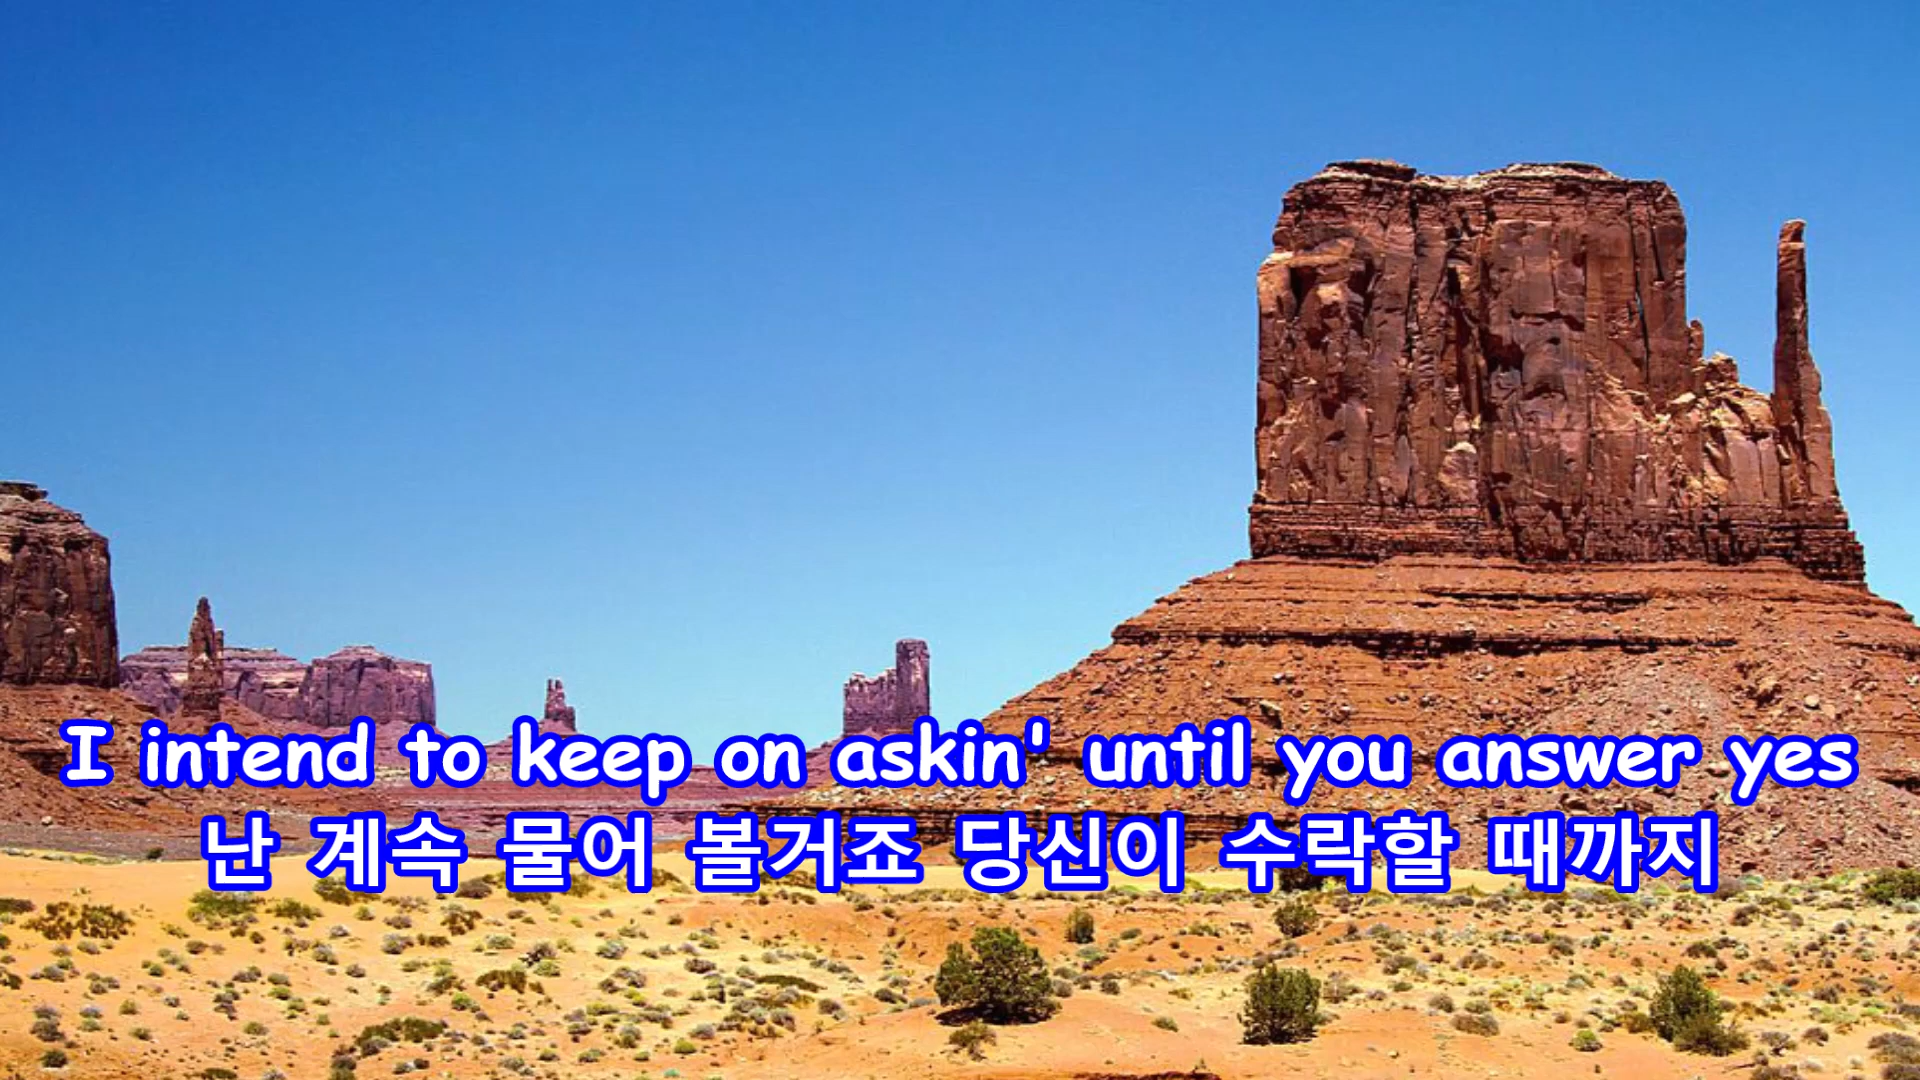 I intend to keep on askin' until you answer yes
난 계속 물어 볼거죠 당신이 수락할 때까지